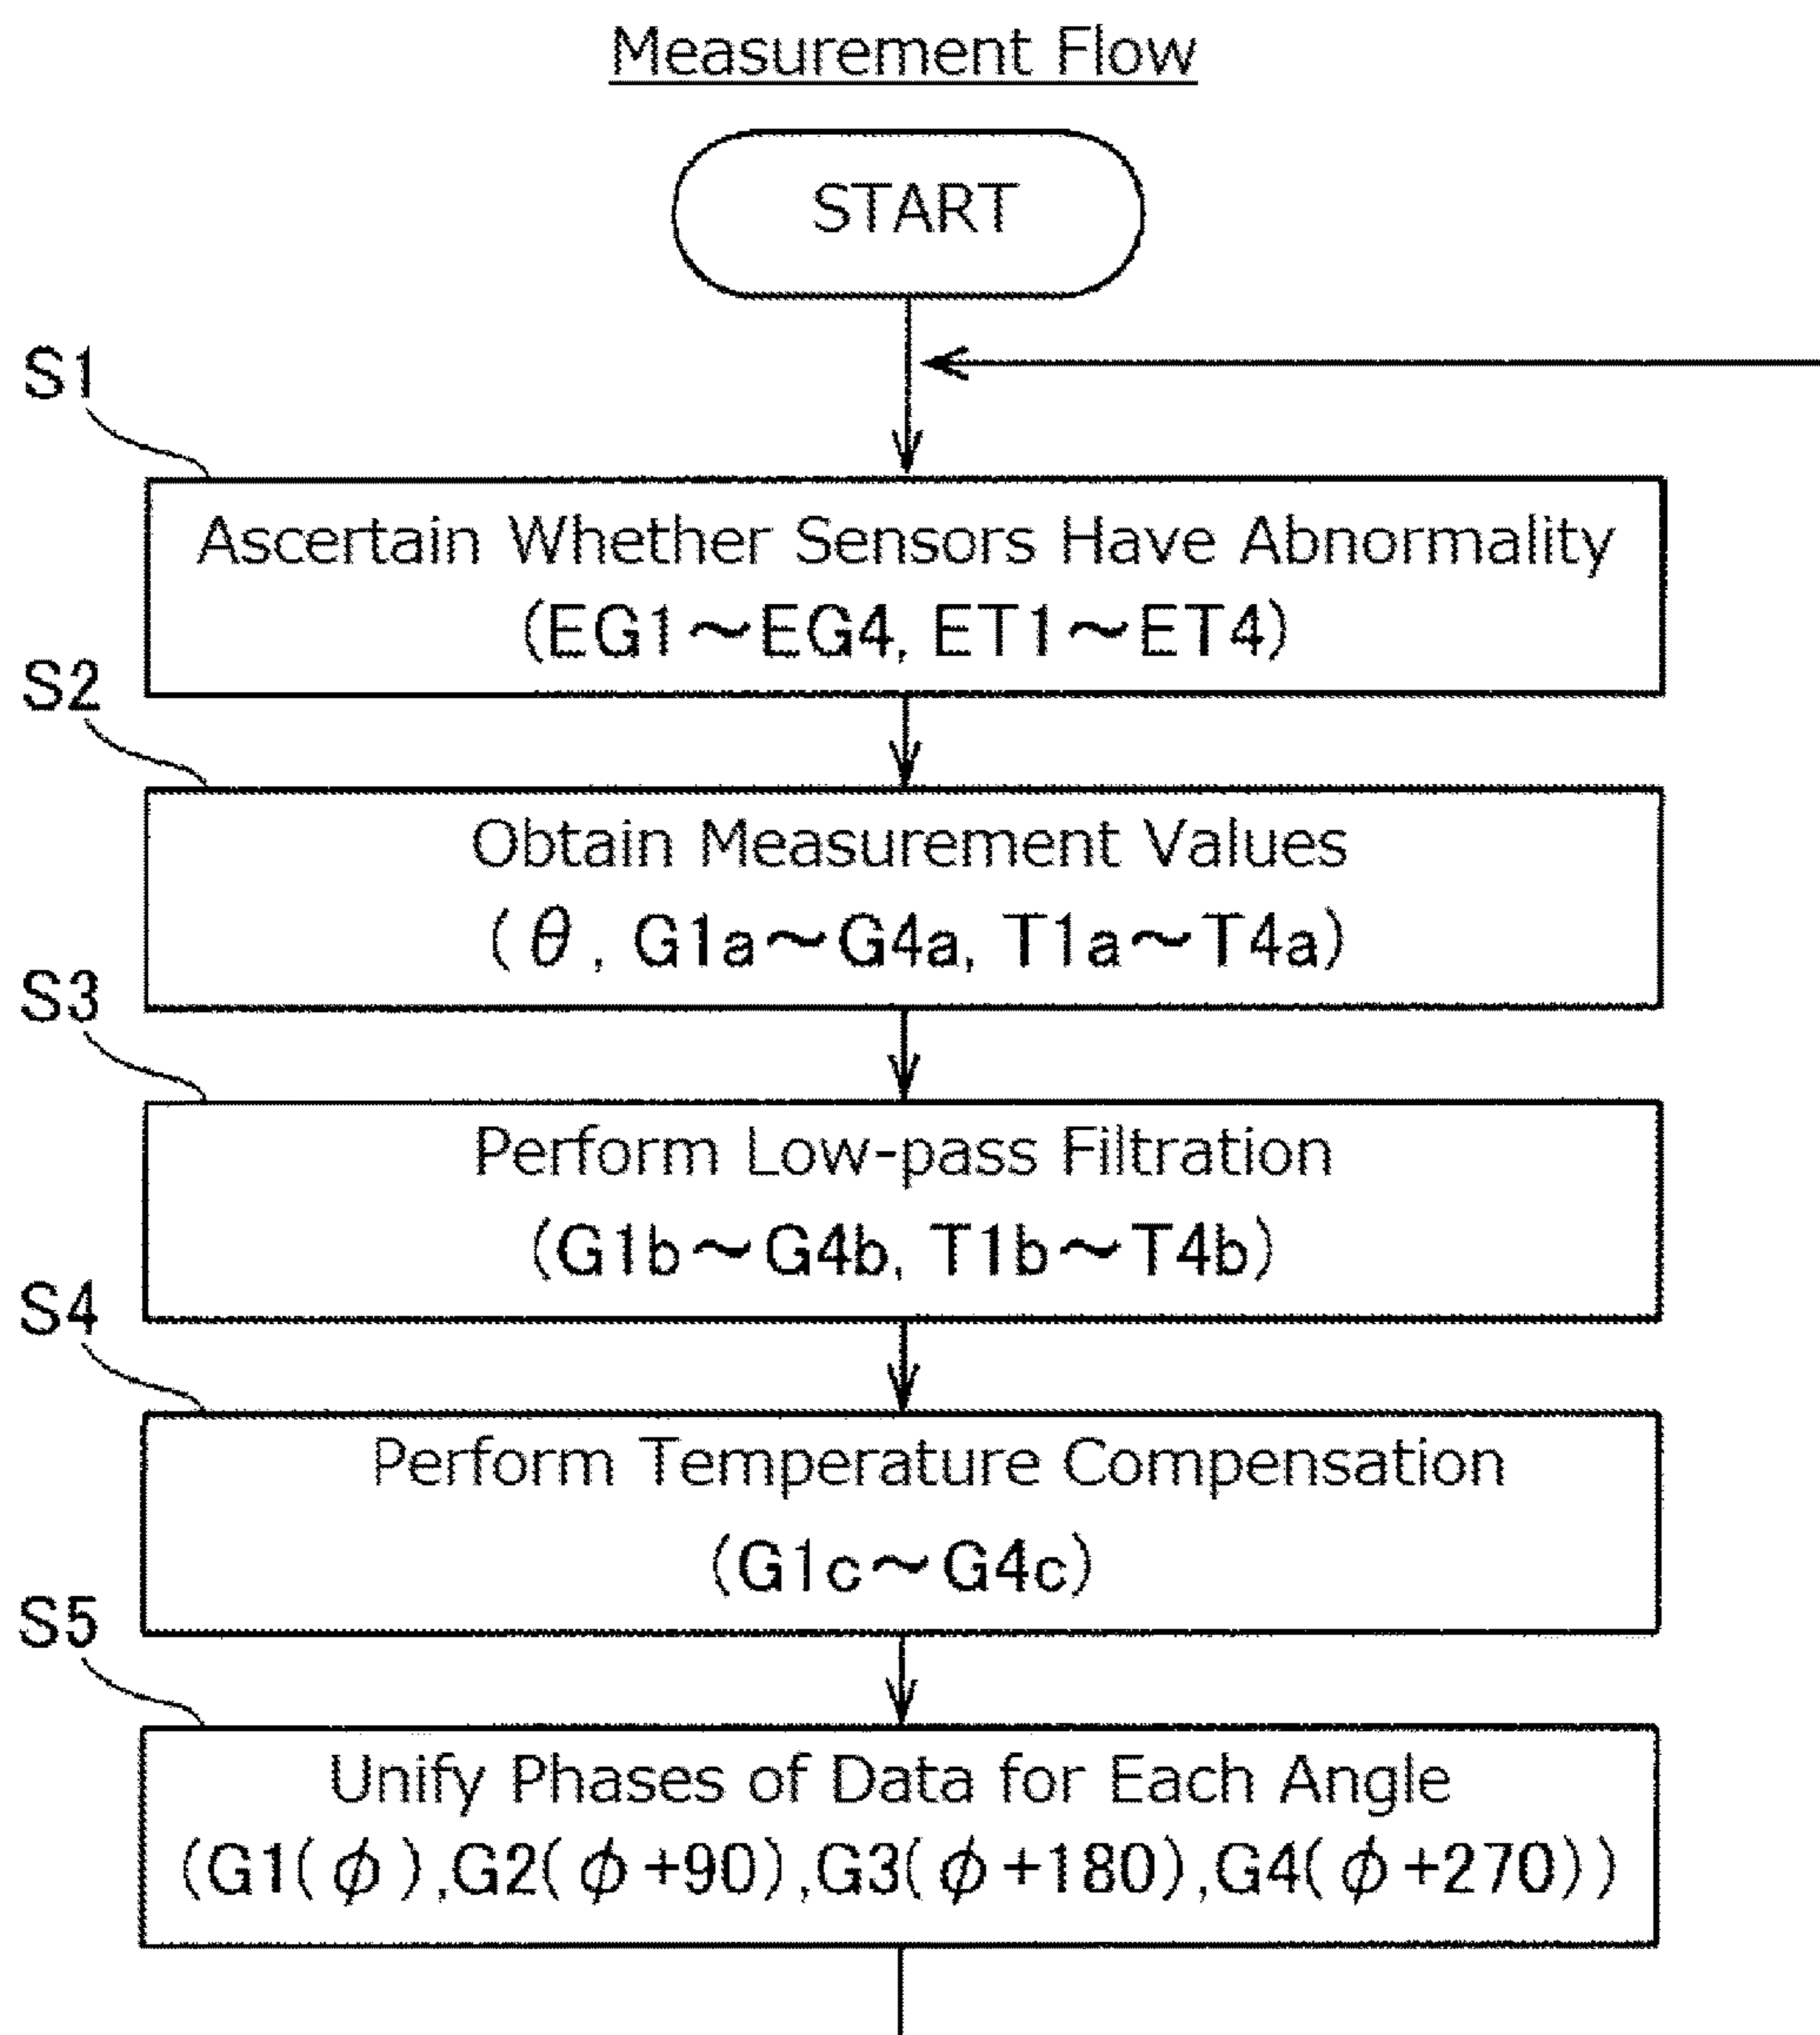 Measurement Flow
START
S1
Ascertain Whether Sensors Have Abnormality
(EG1～EG4, ET1～ET4)
S2
Obtain Measurement Values
(θ, G1a～G4a, T1a～T4a)
S3
Perform Low-pass Filtration
(G1b～G4b, T1b～T4b)
S4
Perform Temperature Compensation
(G1c～G4c)
S5
Unify Phases of Data for Each Angle
(G1(φ),G2(φ+90),G3(φ+180),G4(φ+270))